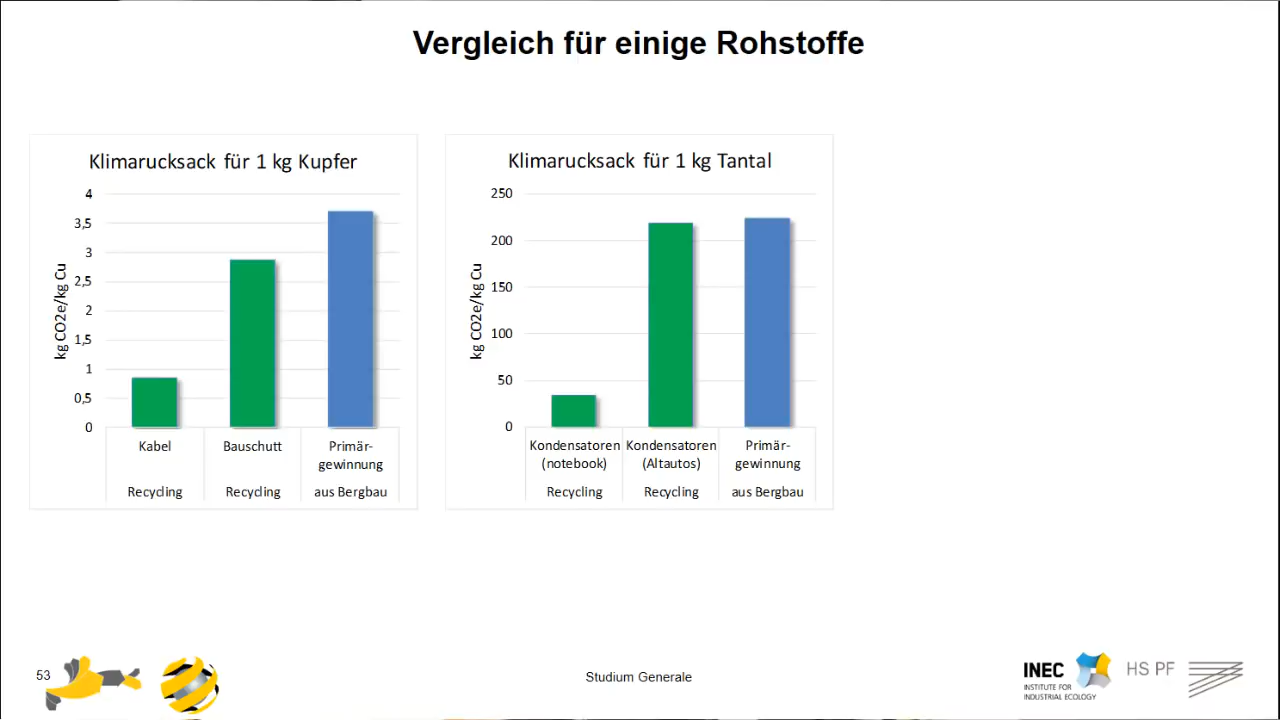 Vergleich für einige Rohstoffe
Klimarucksack für 1 kg Kupfer
kg CO2e/kg Cu
4
3,5
3
2,5
2
1,5
1
0,5
0
Kabel
Bauschutt
Primär-
gewinnung
Recycling
Recycling
aus Bergbau
Klimarucksack für 1 kg Tantal
kg CO2e/kg Cu
250
200
150
100
50
0
Kondensatoren
(notebook)
Kondensatoren
(Altautos)
Primär-
gewinnung
Recycling
Recycling
aus Bergbau
53
Studium Generale
INEC
INSTITUTE FOR
INDUSTRIAL ECOLOGY
HS PF